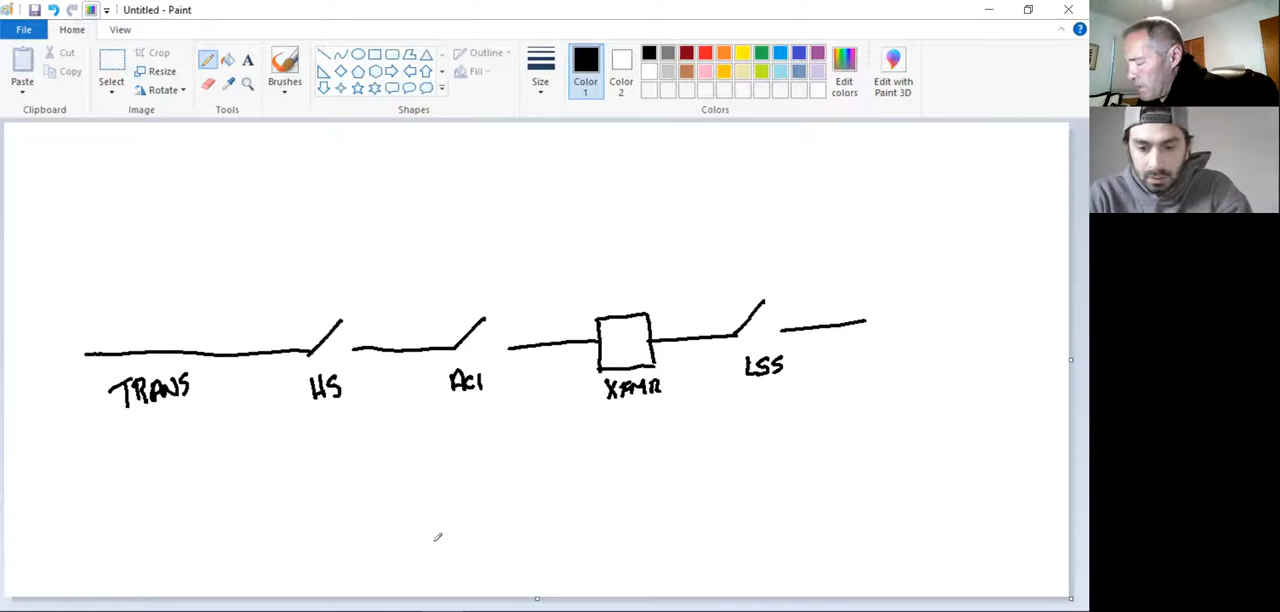 Untitled - Paint
File
Home
View
Paste
Cut
Copy
Clipboard
Select
Crop
Resize
Rotate
Image
A
Tools
Brushes
Outline
Fill
Shapes
Size
Color 1
Color 2
Edit colors
Edit with Paint 3D
Colors
?
TRANS
HS
ACI
XFMR
LSS